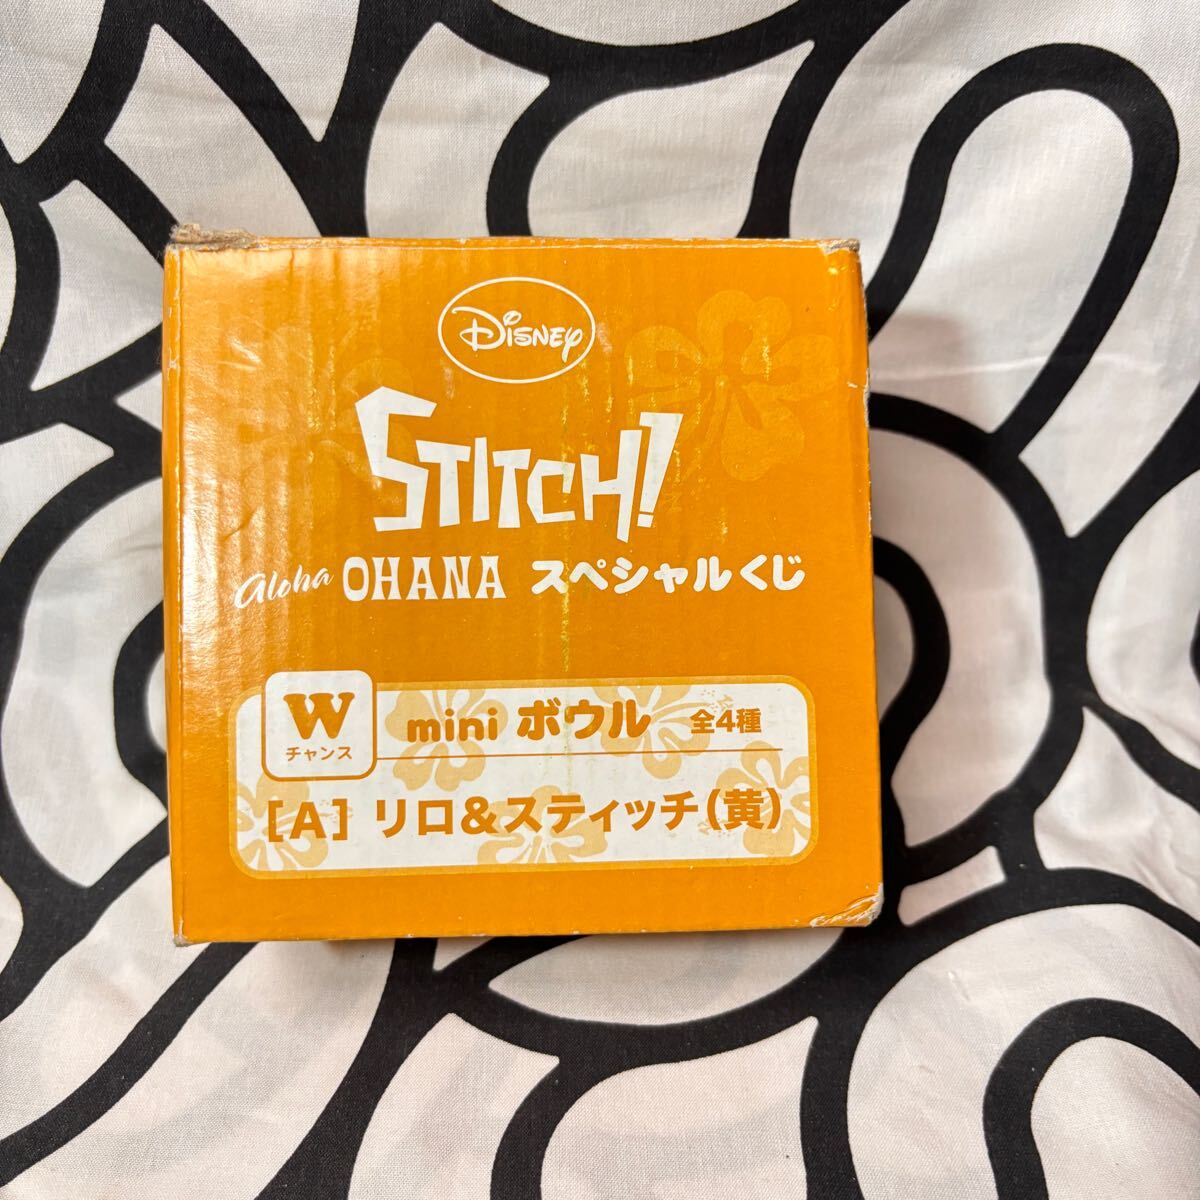 Disney
STITCH!
aloha OHANA スペシャルくじ
W チャンス
mini ボウル 全4種
[A] リロ&スティッチ(黄)